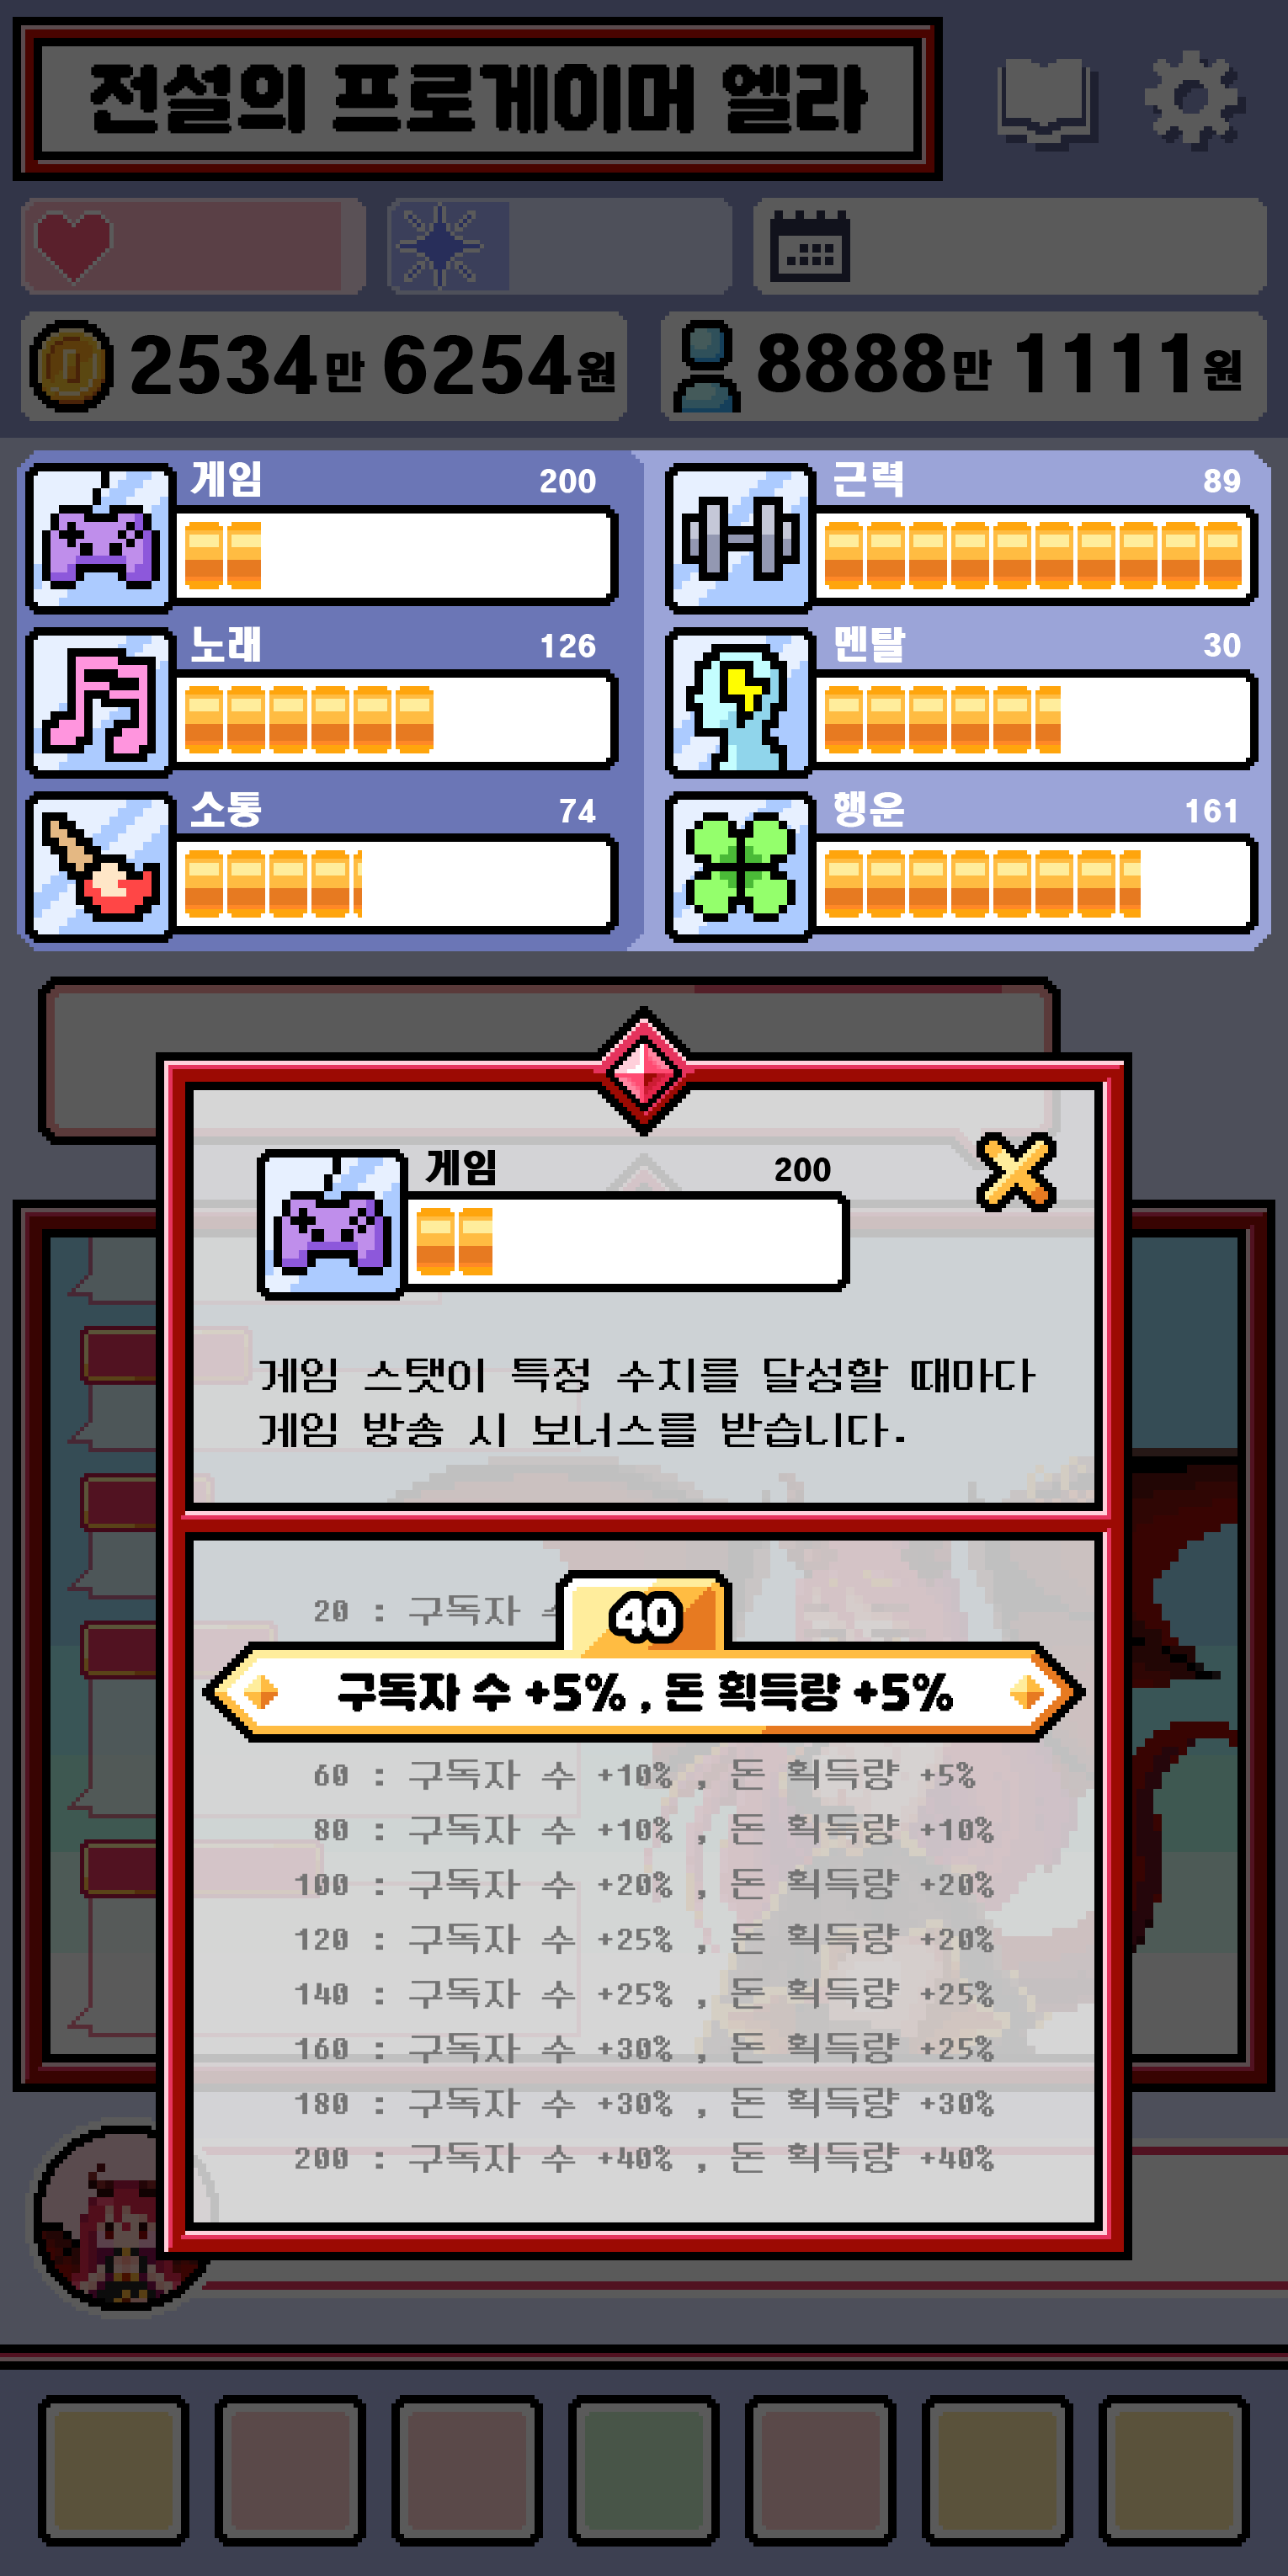 전설의 프로게이머 엘라
2534만 6254원
8888만 1111원
게임 200
근력 89
노래 126
멘탈 30
소통 74
행운 161
게임 200
게임 스탯이 특정 수치를 달성할 때마다
게임 방송 시 보너스를 받습니다.
20 : 구독자
40
구독자 수 +5% , 돈 획득량 +5%
60 : 구독자 수 +10% , 돈 획득량 +5%
80 : 구독자 수 +10% , 돈 획득량 +10%
100 : 구독자 수 +20% , 돈 획득량 +20%
120 : 구독자 수 +25% , 돈 획득량 +20%
140 : 구독자 수 +25% , 돈 획득량 +25%
160 : 구독자 수 +30% , 돈 획득량 +25%
180 : 구독자 수 +30% , 돈 획득량 +30%
200 : 구독자 수 +40% , 돈 획득량 +40%